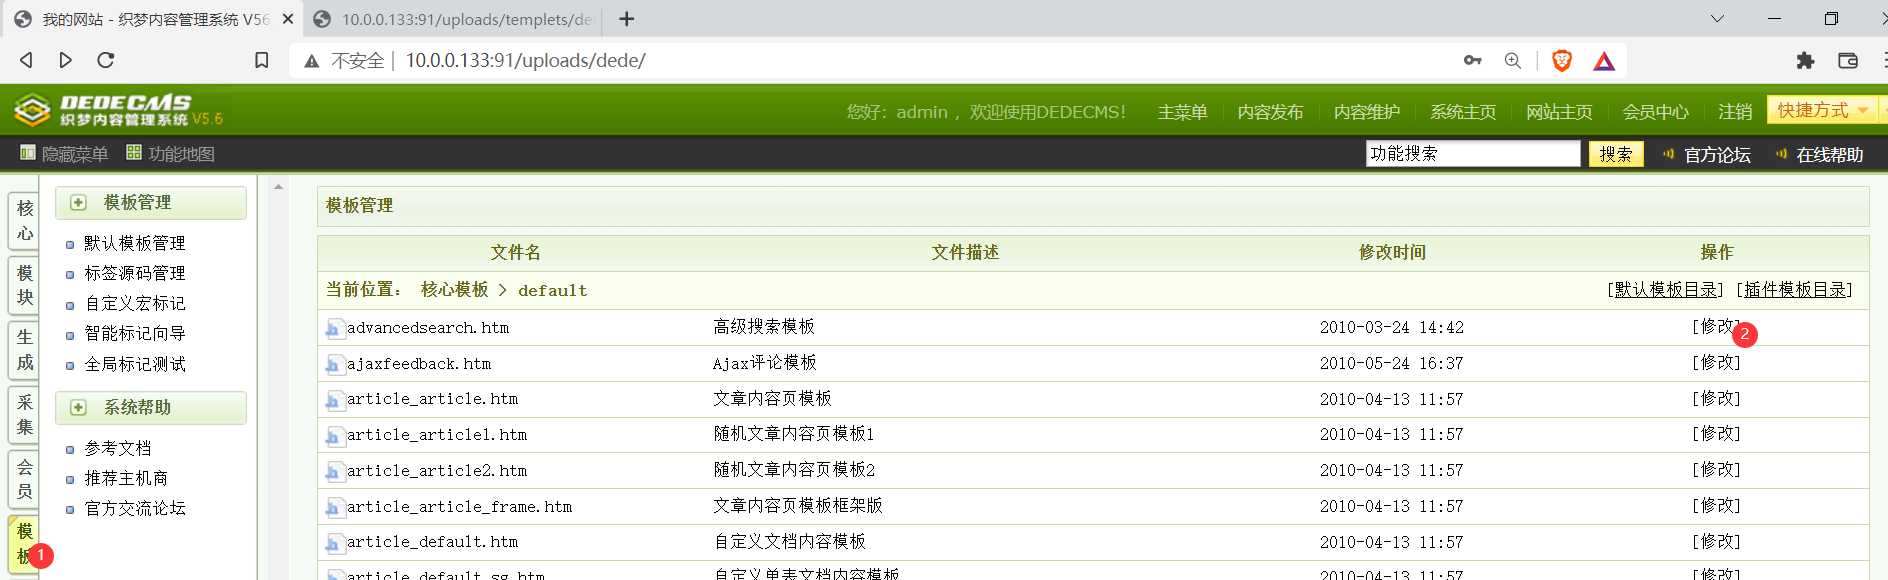 我的网站 - 织梦内容管理系统 V56
10.0.0.133:91/uploads/templets/de
不安全 10.0.0.133:91/uploads/dede/
DEDECMS
织梦内容管理系统 V5.6
您好：admin ，欢迎使用DEDECMS！ 主菜单 内容发布 内容维护 系统主页 网站主页 会员中心 注销 快捷方式
隐藏菜单 功能地图 功能搜索 搜索 官方论坛 在线帮助
核心
模块
生成
采集
会员
模板
1
模板管理
默认模板管理
标签源码管理
自定义宏标记
智能标记向导
全局标记测试
系统帮助
参考文档
推荐主机商
官方交流论坛
模板管理
文件名 文件描述 修改时间 操作
当前位置： 核心模板 > default [默认模板目录] [插件模板目录]
advancedsearch.htm 高级搜索模板 2010-03-24 14:42 [修改] 2
ajaxfeedback.htm Ajax评论模板 2010-05-24 16:37 [修改]
article_article.htm 文章内容页模板 2010-04-13 11:57 [修改]
article_article1.htm 随机文章内容页模板1 2010-04-13 11:57 [修改]
article_article2.htm 随机文章内容页模板2 2010-04-13 11:57 [修改]
article_article_frame.htm 文章内容页模板框架版 2010-04-13 11:57 [修改]
article_default.htm 自定义文档内容模板 2010-04-13 11:57 [修改]
article_default_sg.htm 自定义单表文档内容模板 2010-04-13 11:57 [修改]